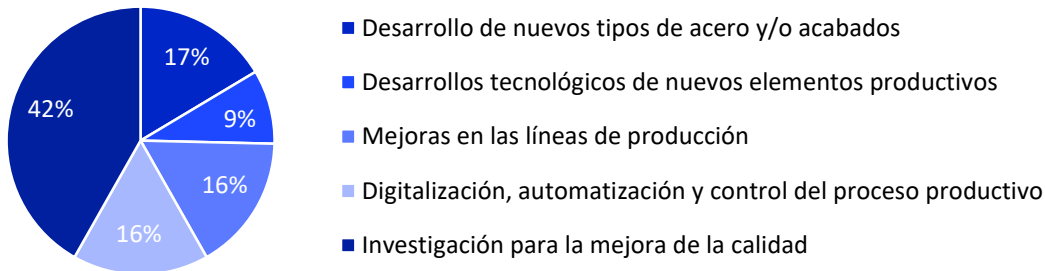 17%
9%
16%
16%
42%
Desarrollo de nuevos tipos de acero y/o acabados
Desarrollos tecnológicos de nuevos elementos productivos
Mejoras en las líneas de producción
Digitalización, automatización y control del proceso productivo
Investigación para la mejora de la calidad